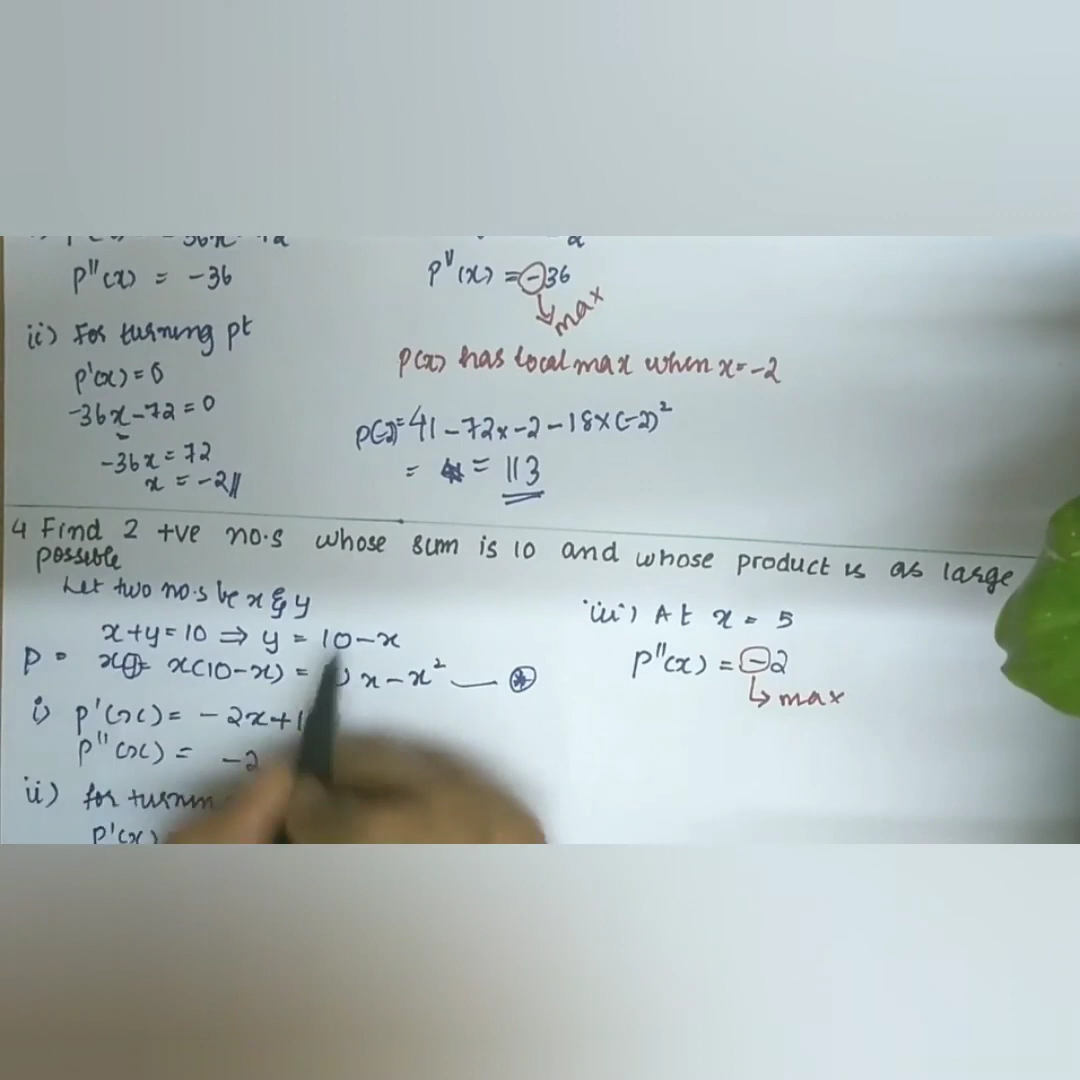 P''(x) = -36
ii) For turning pt
P'(x) = 0
-36x-72=0
-36x = 72
x = -2//
P''(x) = -36
max
P(x) has local max when x=-2
P(-2)=41-72x-2-18x(-2)²
= = 113
4 Find 2 +ve no.s whose sum is 10 and whose product is as large
possible
Let two no.s be x & y
x+y=10 ⇒ y = 10-x
P = x(10-x) = x-x²
i) P'(x) = -2x+1
P''(x) = -2
ii) for
P'(x)
iii) At x = 5
P''(x) = -2
max